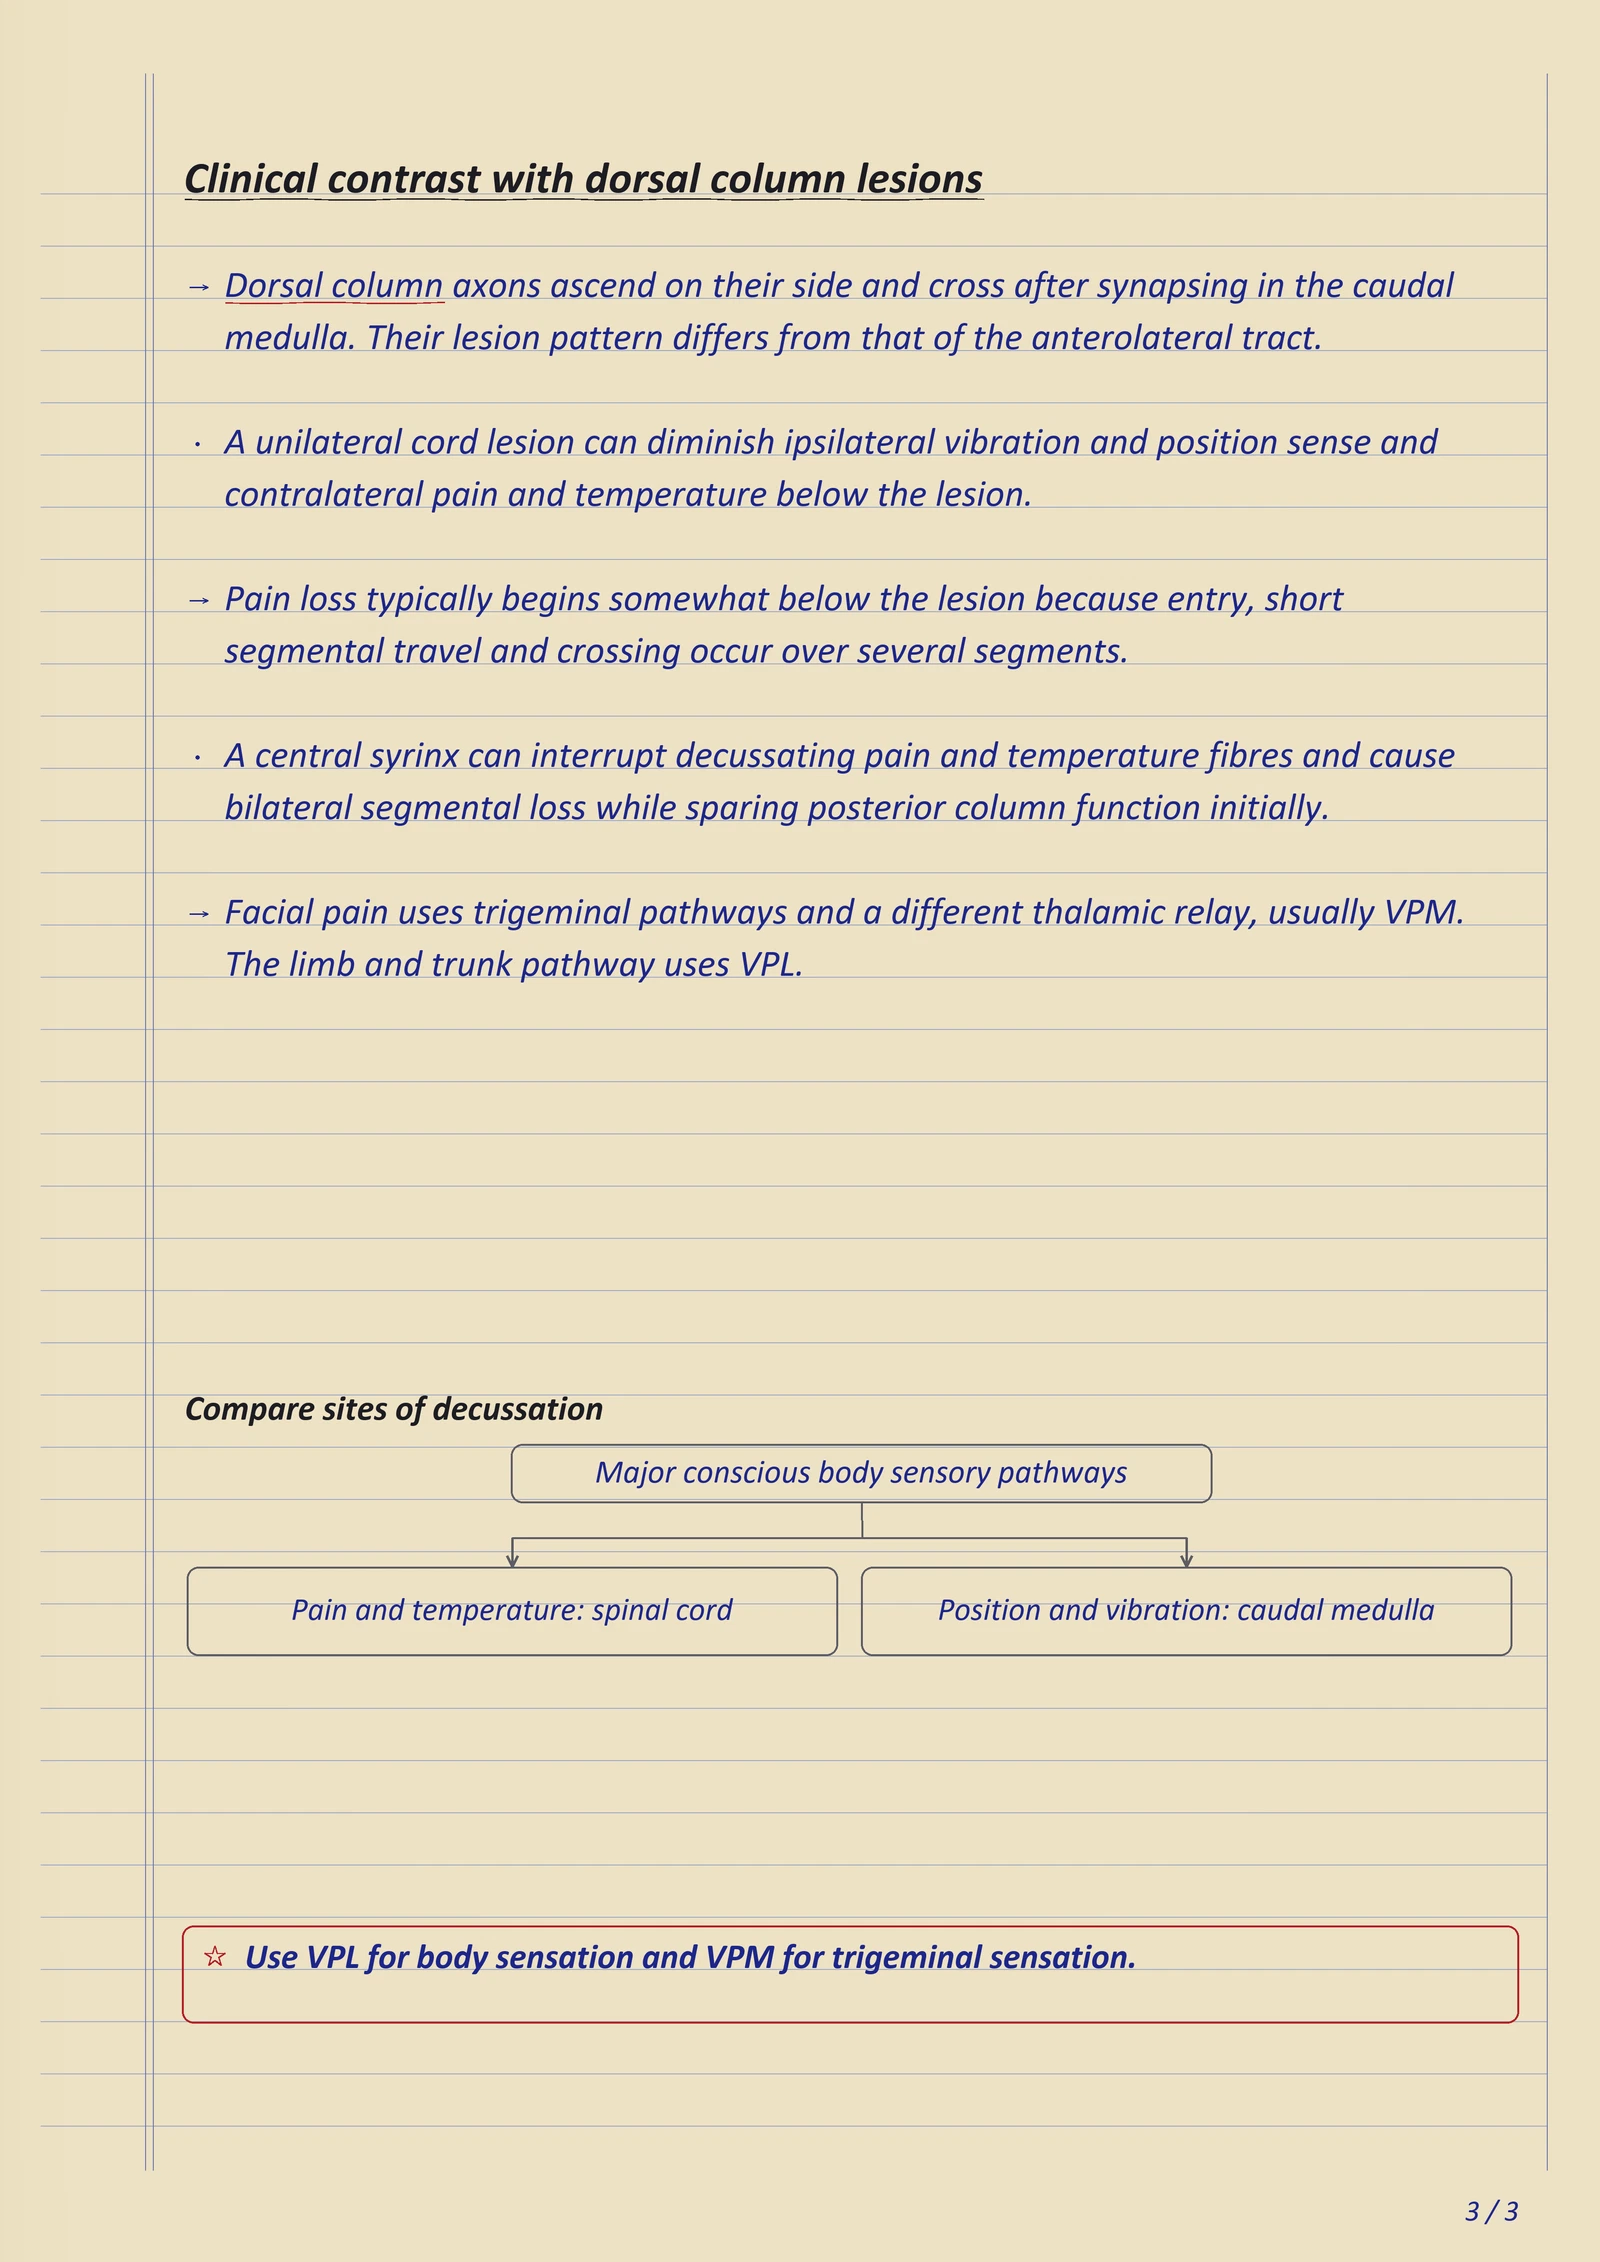 Clinical contrast with dorsal column lesions
→ Dorsal column axons ascend on their side and cross after synapsing in the caudal
medulla. Their lesion pattern differs from that of the anterolateral tract.
· A unilateral cord lesion can diminish ipsilateral vibration and position sense and
contralateral pain and temperature below the lesion.
→ Pain loss typically begins somewhat below the lesion because entry, short
segmental travel and crossing occur over several segments.
· A central syrinx can interrupt decussating pain and temperature fibres and cause
bilateral segmental loss while sparing posterior column function initially.
→ Facial pain uses trigeminal pathways and a different thalamic relay, usually VPM.
The limb and trunk pathway uses VPL.
Compare sites of decussation
Major conscious body sensory pathways
Pain and temperature: spinal cord
Position and vibration: caudal medulla
☆ Use VPL for body sensation and VPM for trigeminal sensation.
3 / 3